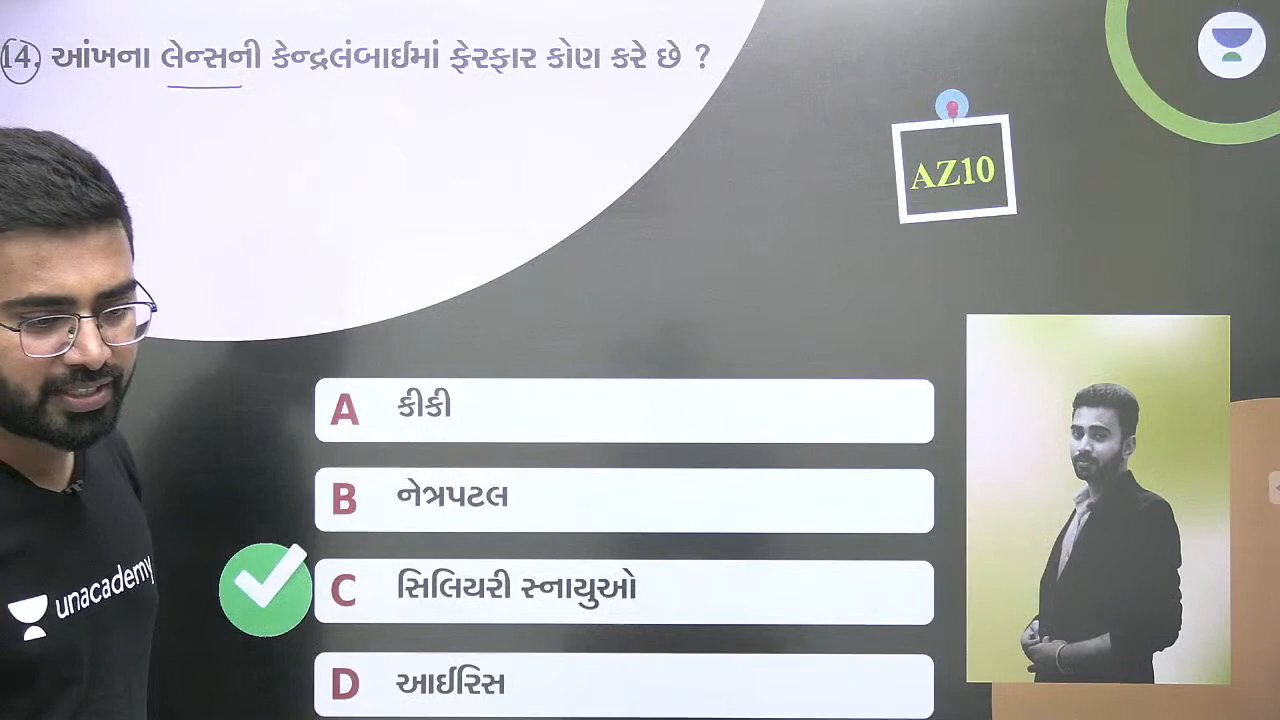 14. આંખના લેન્સની કેન્દ્રલંબાઈમાં ફેરફાર કોણ કરે છે ?
AZ10
A કીકી
B નેત્રપટલ
C સિલિયરી સ્નાયુઓ
D આઈરિસ
unacademy